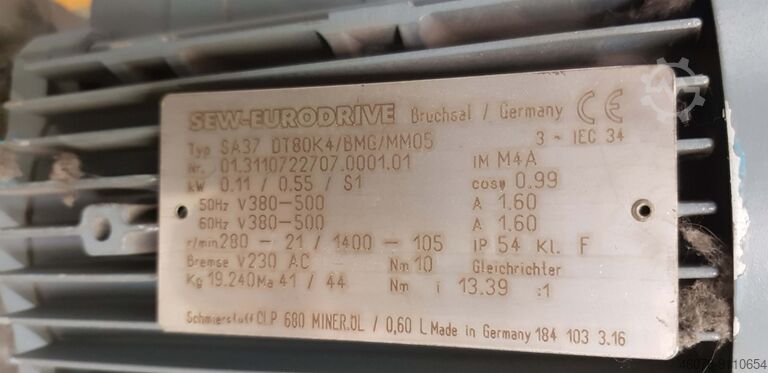 SEW-EURODRIVE Bruchsal / Germany CE
Typ SA37 DT80K4/BMG/MM05 3 ~ IEC 34
Nr. 01.3110722707.0001.01 IM M4A
kW 0.11 / 0.55 / S1 cosφ 0.99
50Hz V380-500 A 1.60
60Hz V380-500 A 1.60
r/min 280 - 21 / 1400 - 105 IP 54 Kl. F
Bremse V230 AC Nm 10 Gleichrichter
Kg 19.240 Ma 41 / 44 Nm i 13.39 :1
Schmierstoff CLP 680 MINER.ÖL / 0,60 L Made in Germany 184 103 3.16